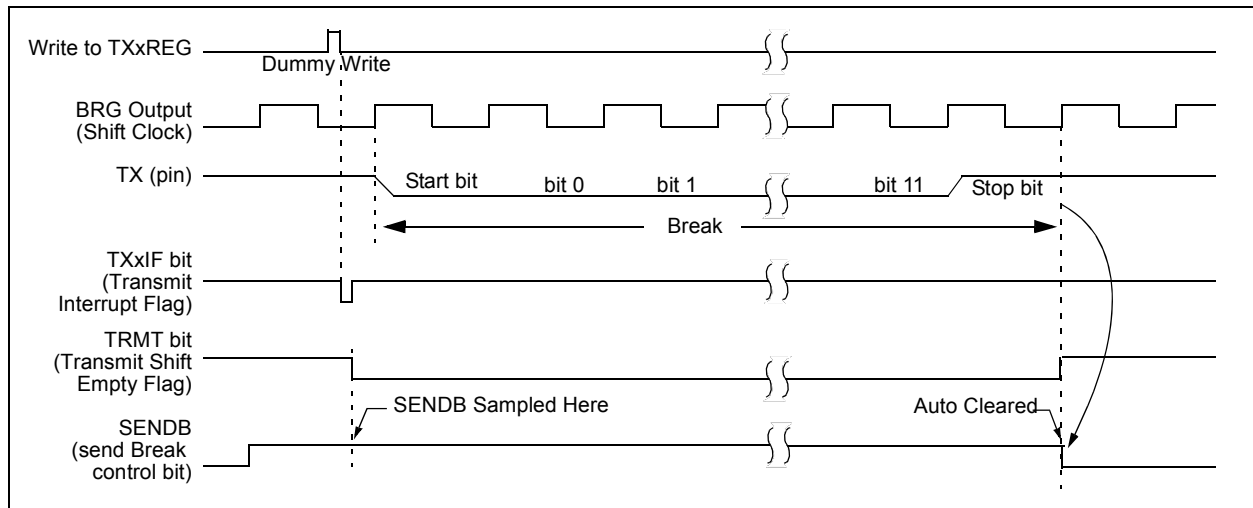 Write to TXxREG
Dummy Write
BRG Output
(Shift Clock)
TX (pin)
Start bit
bit 0
bit 1
bit 11
Stop bit
Break
TXxIF bit
(Transmit
Interrupt Flag)
TRMT bit
(Transmit Shift
Empty Flag)
SENDB Sampled Here
Auto Cleared
SENDB
(send Break
control bit)